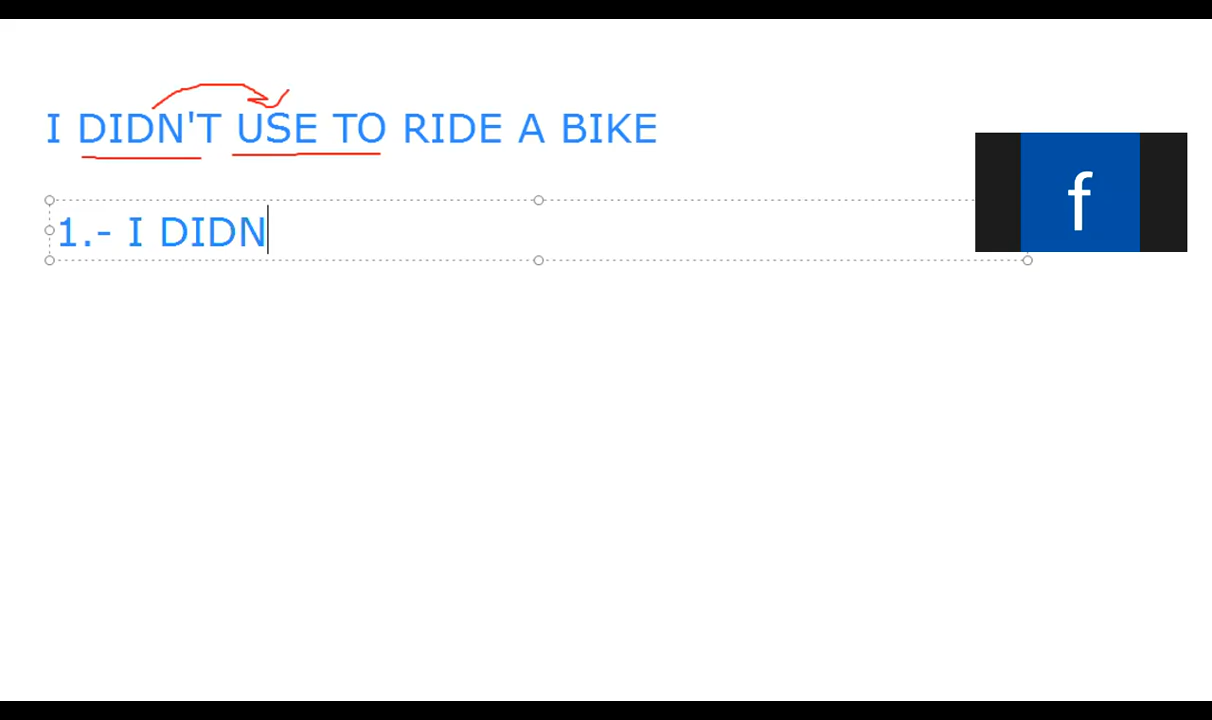 I DIDN'T USE TO RIDE A BIKE
1.- I DIDN
f